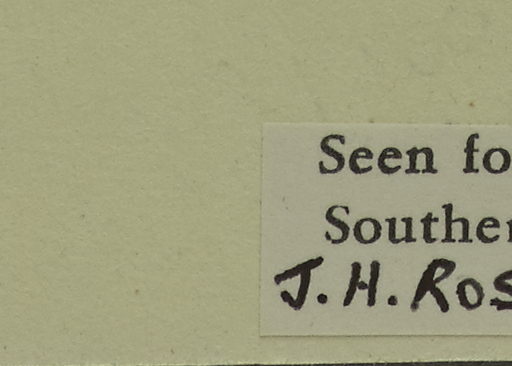 Seen fo
Souther
J. H. Ros